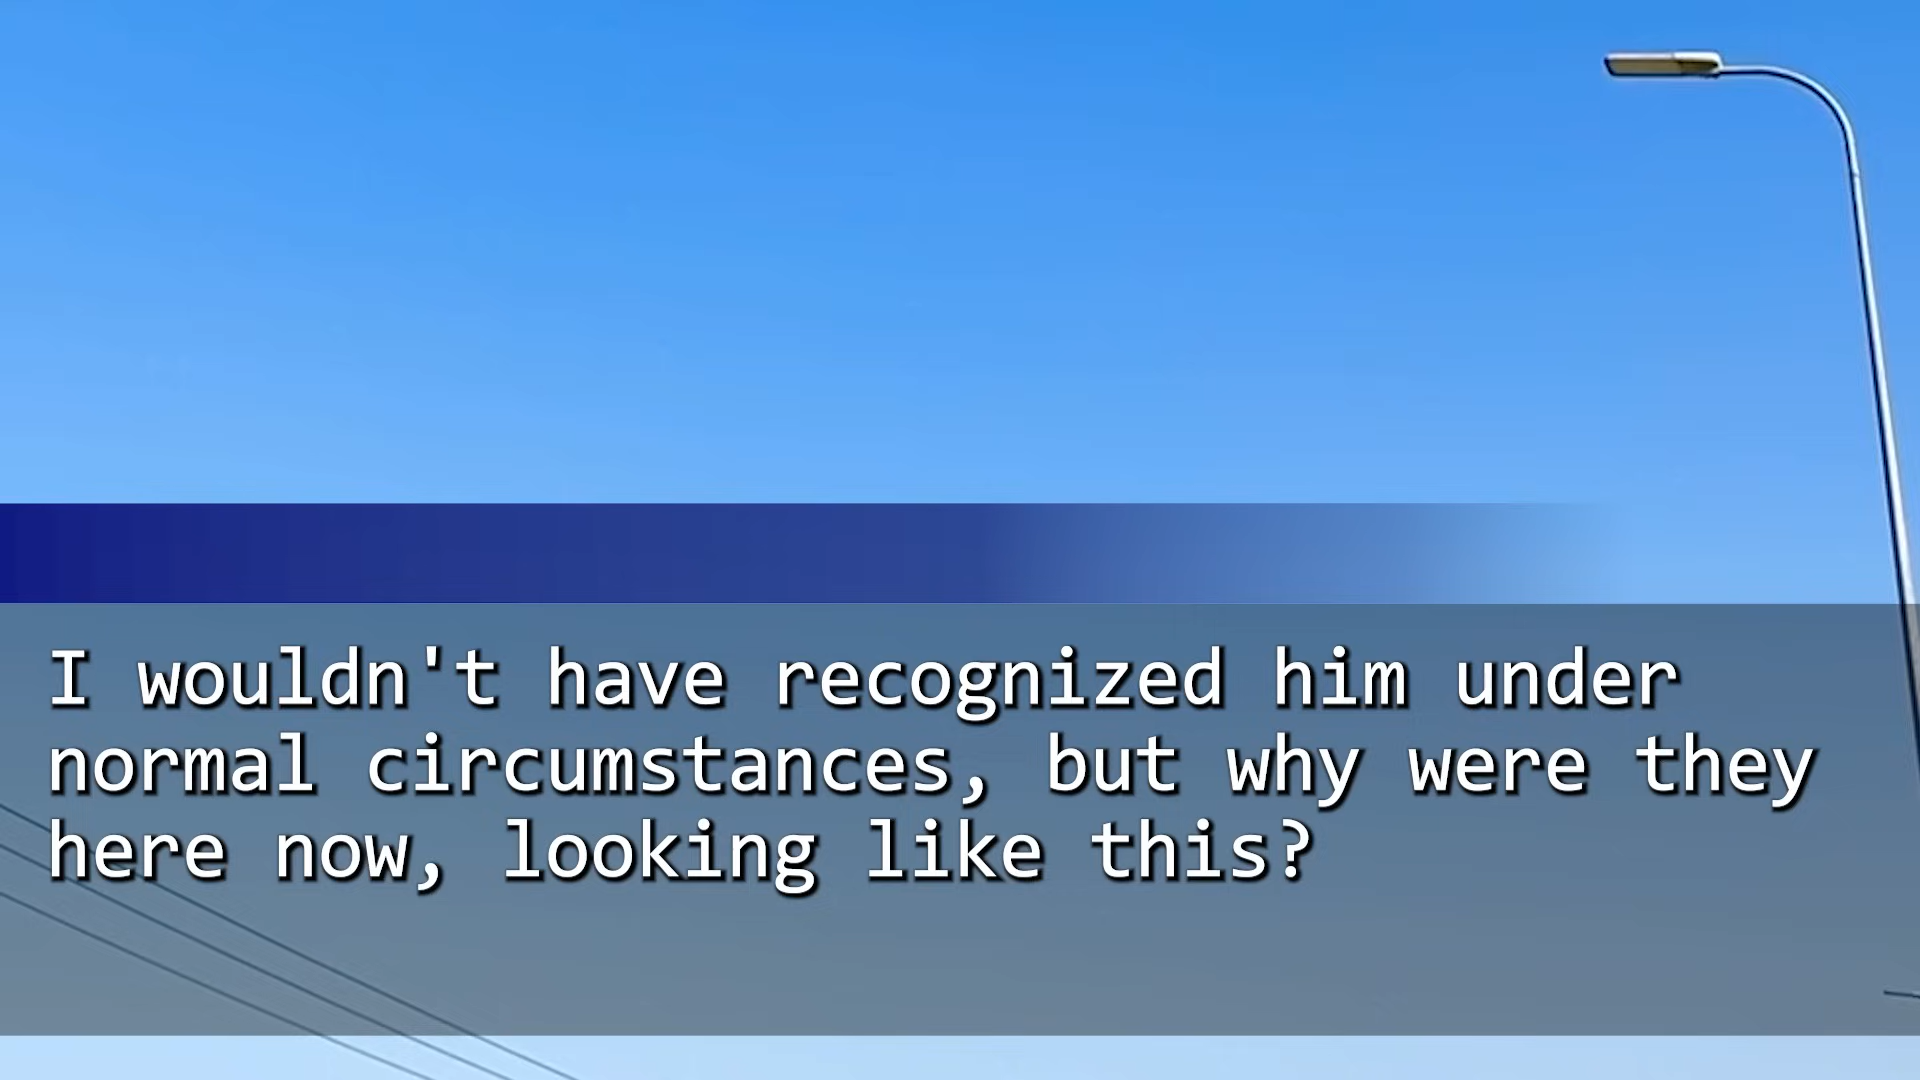 I wouldn't have recognized him under
normal circumstances, but why were they
here now, looking like this?